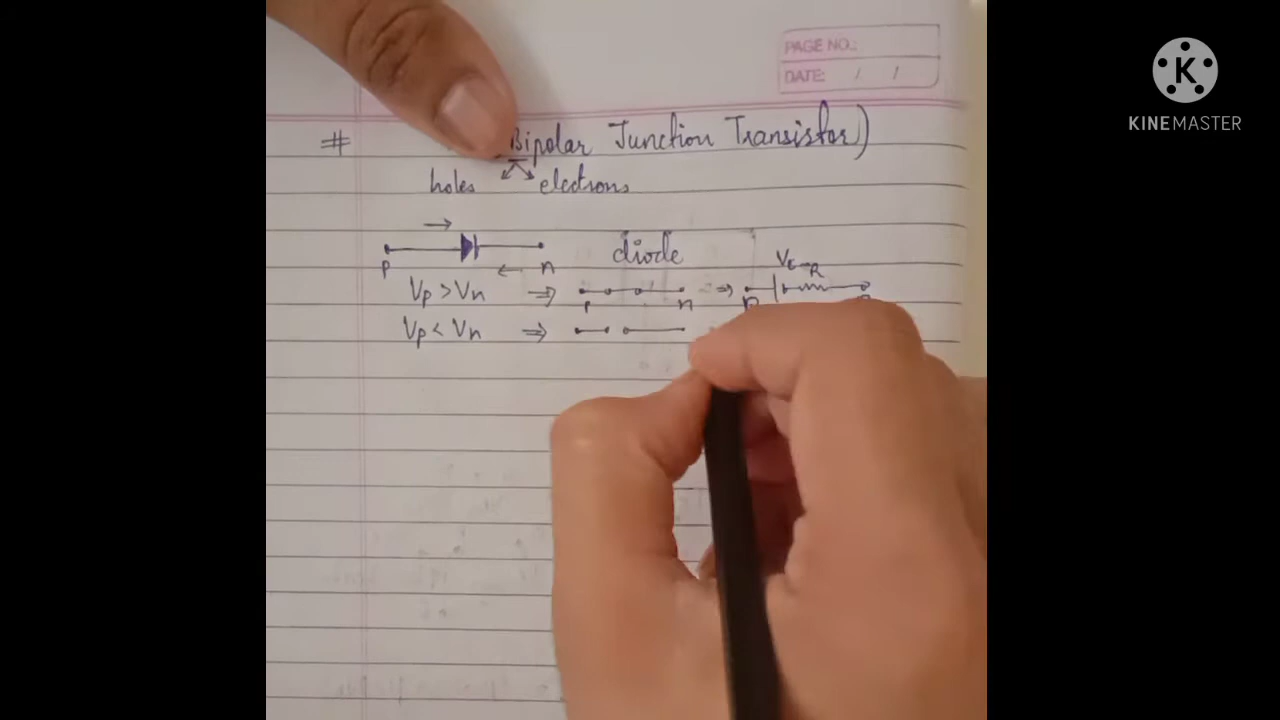 PAGE NO.:
DATE: / /
# Bipolar Junction Transistor)
holes electrons
p n diode
Vp > Vn ⇒ p n ⇒
Vp < Vn ⇒
KINEMASTER